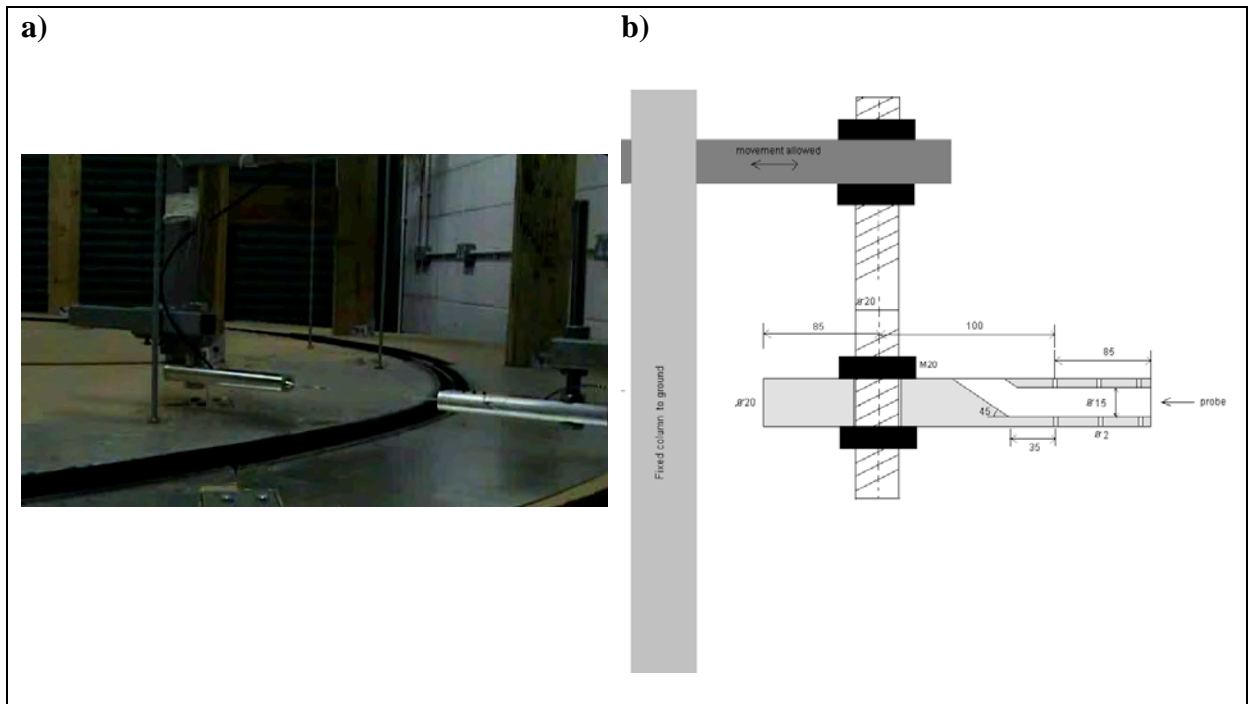 a)
b)
movement allowed
Fixed column to ground
ø20
85
100
85
M20
ø20
45
ø15
probe
ø2
35